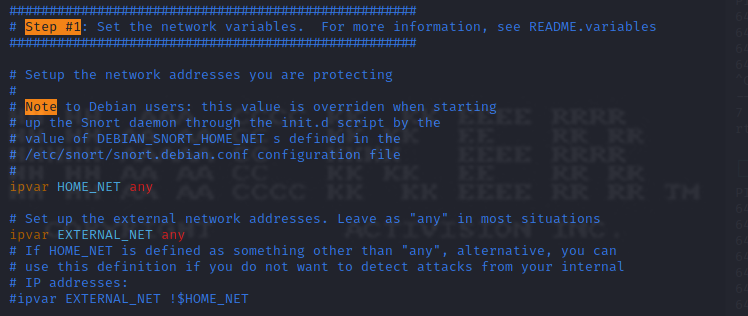 ###################################################
# Step #1: Set the network variables.  For more information, see README.variables
###################################################

# Setup the network addresses you are protecting
#
# Note to Debian users: this value is overriden when starting
# up the Snort daemon through the init.d script by the
# value of DEBIAN_SNORT_HOME_NET s defined in the
# /etc/snort/snort.debian.conf configuration file
#
ipvar HOME_NET any

# Set up the external network addresses. Leave as "any" in most situations
ipvar EXTERNAL_NET any
# If HOME_NET is defined as something other than "any", alternative, you can
# use this definition if you do not want to detect attacks from your internal
# IP addresses:
#ipvar EXTERNAL_NET !$HOME_NET
ACTIVISION INC.
TM